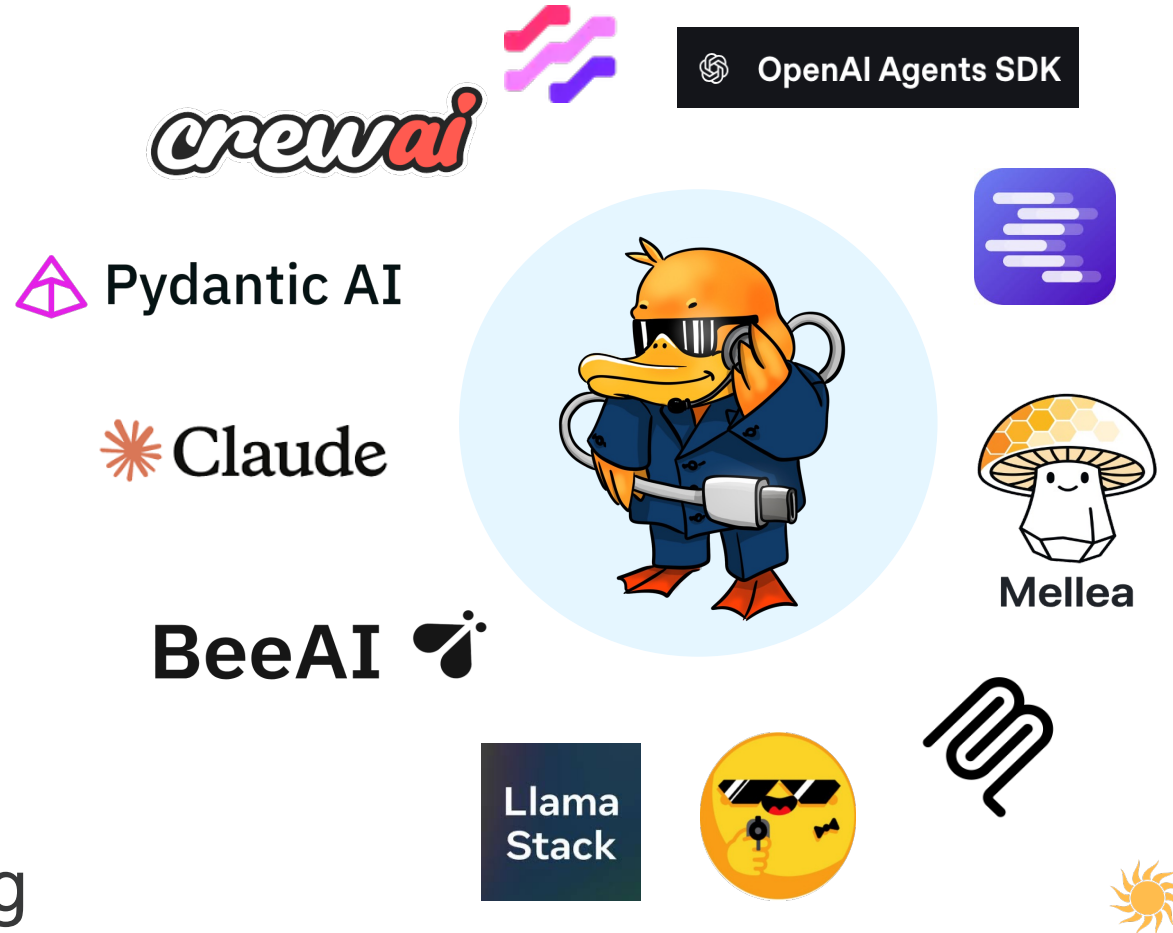 OpenAI Agents SDK
crewai
Pydantic AI
Claude
Mellea
BeeAI
Llama
Stack
g